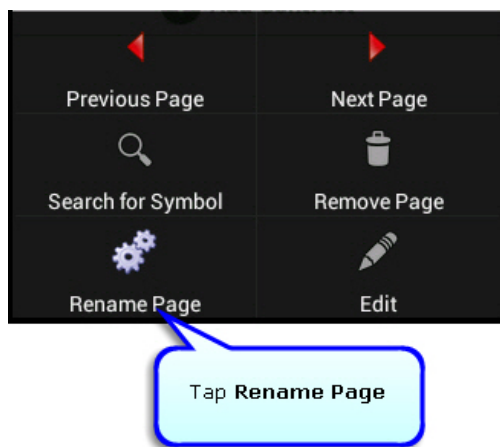 Previous Page
Next Page
Search for Symbol
Remove Page
Rename Page
Edit
Tap Rename Page